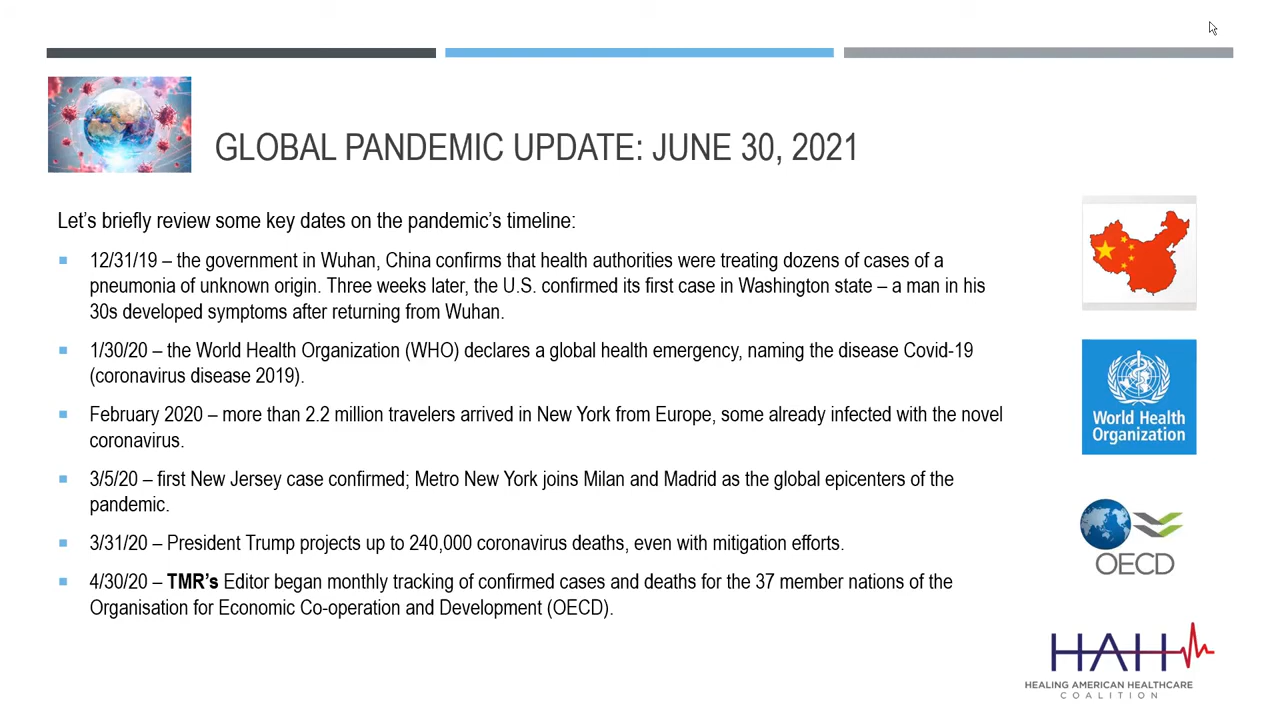 GLOBAL PANDEMIC UPDATE: JUNE 30, 2021
Let's briefly review some key dates on the pandemic's timeline:
12/31/19 – the government in Wuhan, China confirms that health authorities were treating dozens of cases of a
pneumonia of unknown origin. Three weeks later, the U.S. confirmed its first case in Washington state – a man in his
30s developed symptoms after returning from Wuhan.
1/30/20 – the World Health Organization (WHO) declares a global health emergency, naming the disease Covid-19
(coronavirus disease 2019).
February 2020 – more than 2.2 million travelers arrived in New York from Europe, some already infected with the novel
coronavirus.
3/5/20 – first New Jersey case confirmed; Metro New York joins Milan and Madrid as the global epicenters of the
pandemic.
3/31/20 – President Trump projects up to 240,000 coronavirus deaths, even with mitigation efforts.
4/30/20 – TMR's Editor began monthly tracking of confirmed cases and deaths for the 37 member nations of the
Organisation for Economic Co-operation and Development (OECD).
World Health
Organization
OECD
HAH
HEALING AMERICAN HEALTHCARE
COALITION